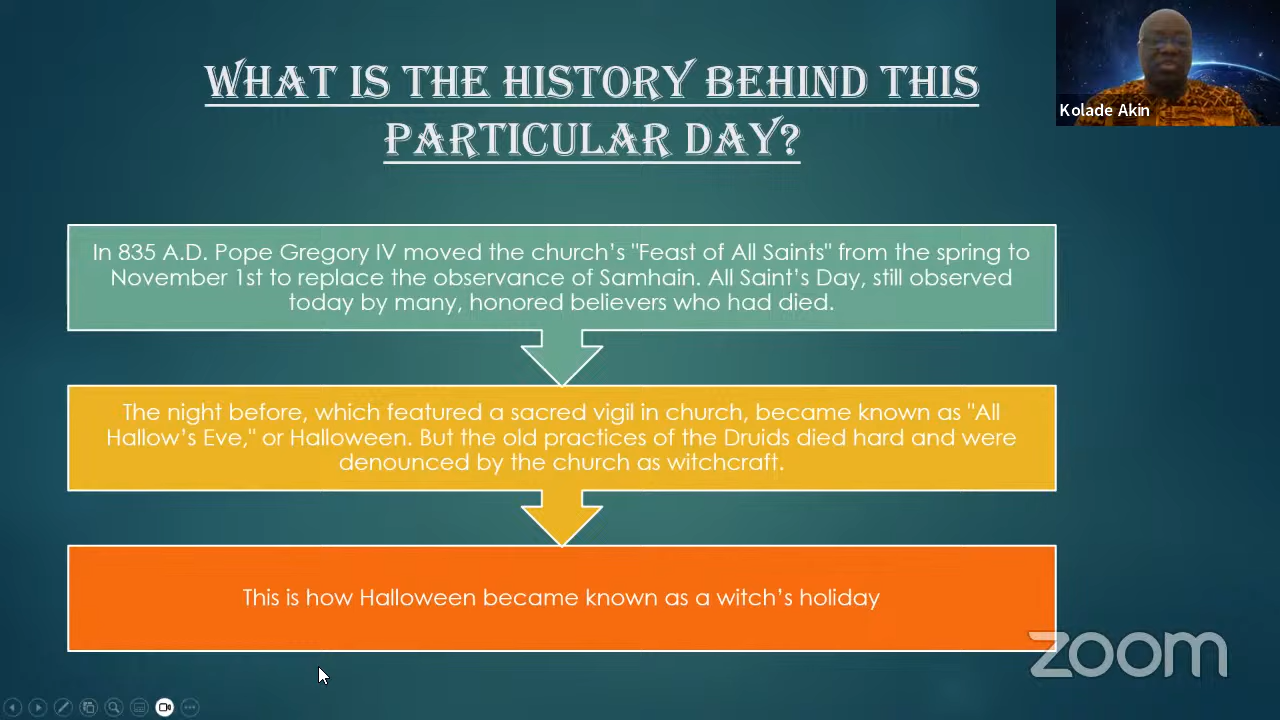 WHAT IS THE HISTORY BEHIND THIS
PARTICULAR DAY?
Kolade Akin
In 835 A.D. Pope Gregory IV moved the church's "Feast of All Saints" from the spring to
November 1st to replace the observance of Samhain. All Saint's Day, still observed
today by many, honored believers who had died.
The night before, which featured a sacred vigil in church, became known as "All
Hallow's Eve," or Halloween. But the old practices of the Druids died hard and were
denounced by the church as witchcraft.
This is how Halloween became known as a witch's holiday
zoom